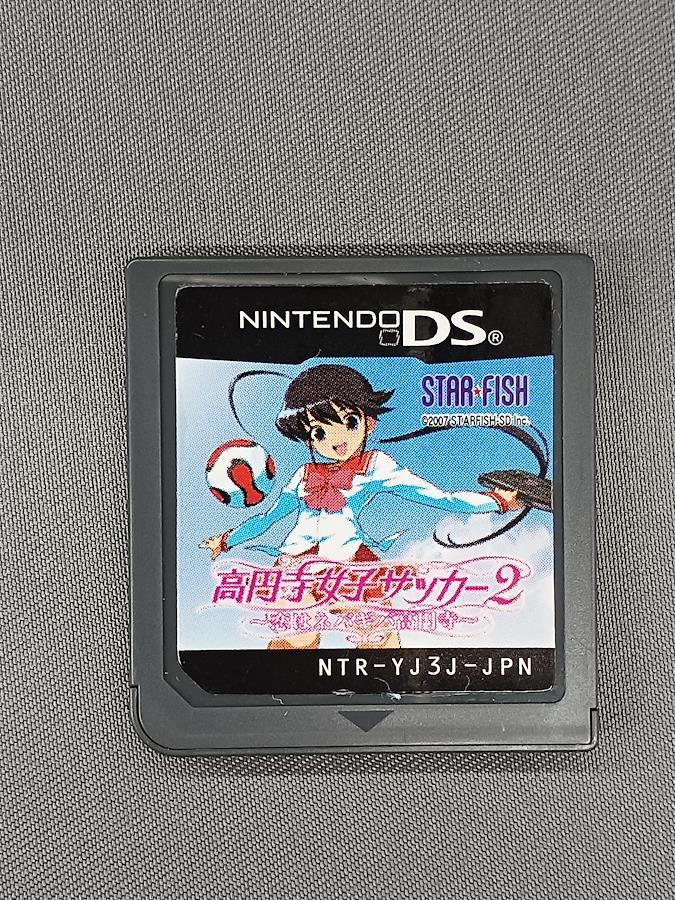 NINTENDO DS®
STAR★FISH
©2007 STARFISH-SD Inc.
高円寺女子サッカー2
NTR-YJ3J-JPN